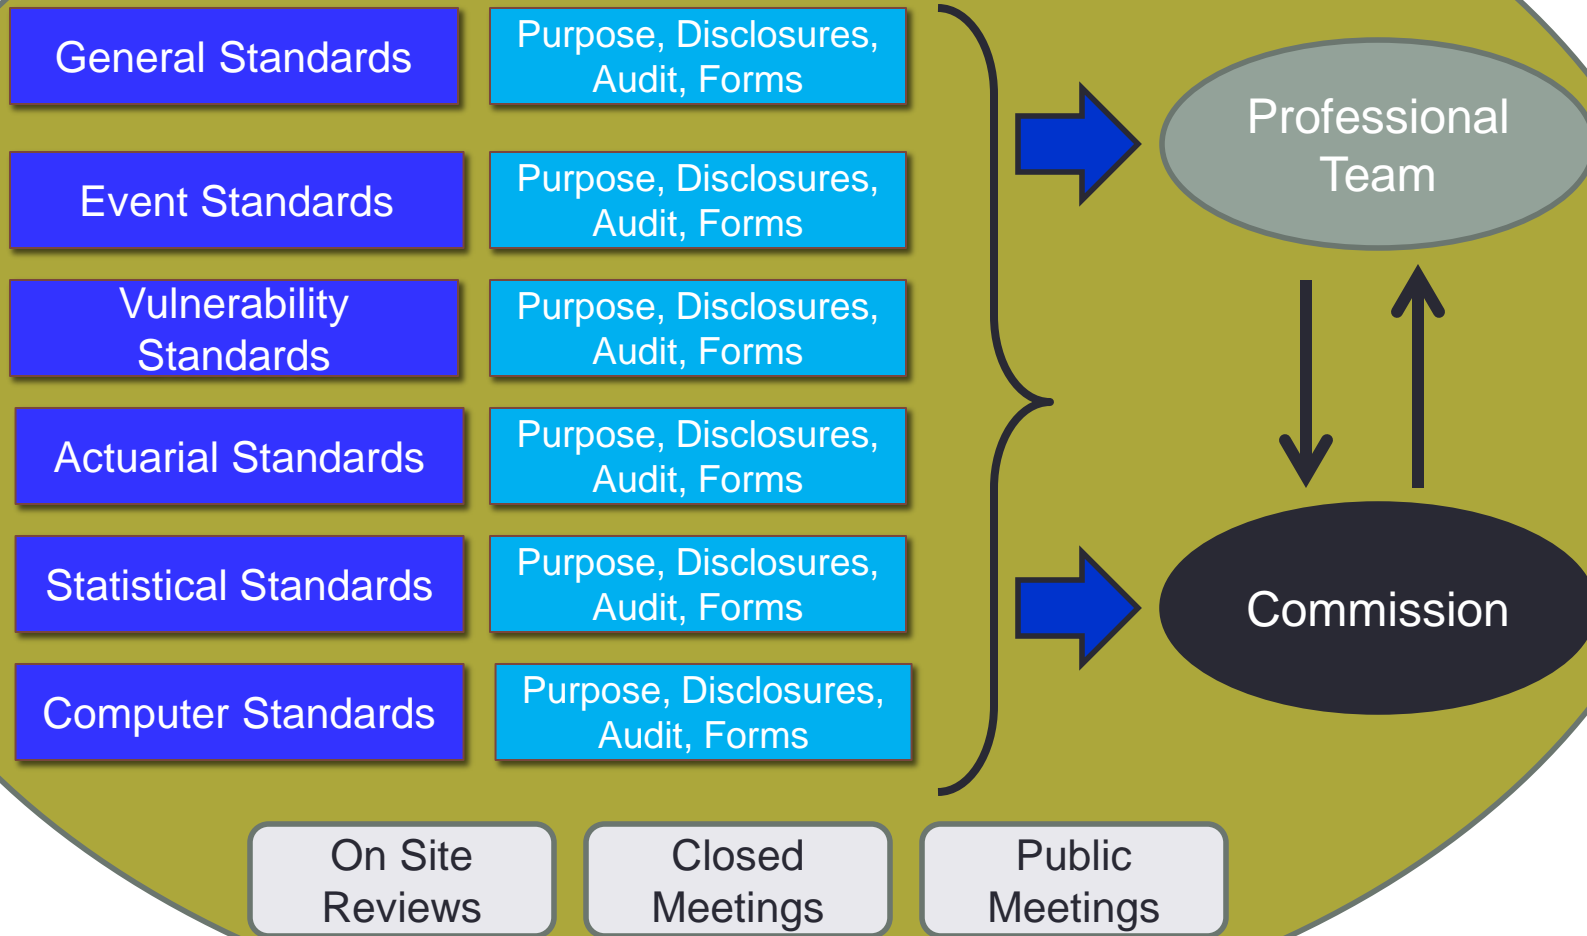 General Standards
Purpose, Disclosures,
Audit, Forms
Event Standards
Purpose, Disclosures,
Audit, Forms
Vulnerability
Standards
Purpose, Disclosures,
Audit, Forms
Actuarial Standards
Purpose, Disclosures,
Audit, Forms
Statistical Standards
Purpose, Disclosures,
Audit, Forms
Computer Standards
Purpose, Disclosures,
Audit, Forms
Professional
Team
Commission
On Site
Reviews
Closed
Meetings
Public
Meetings